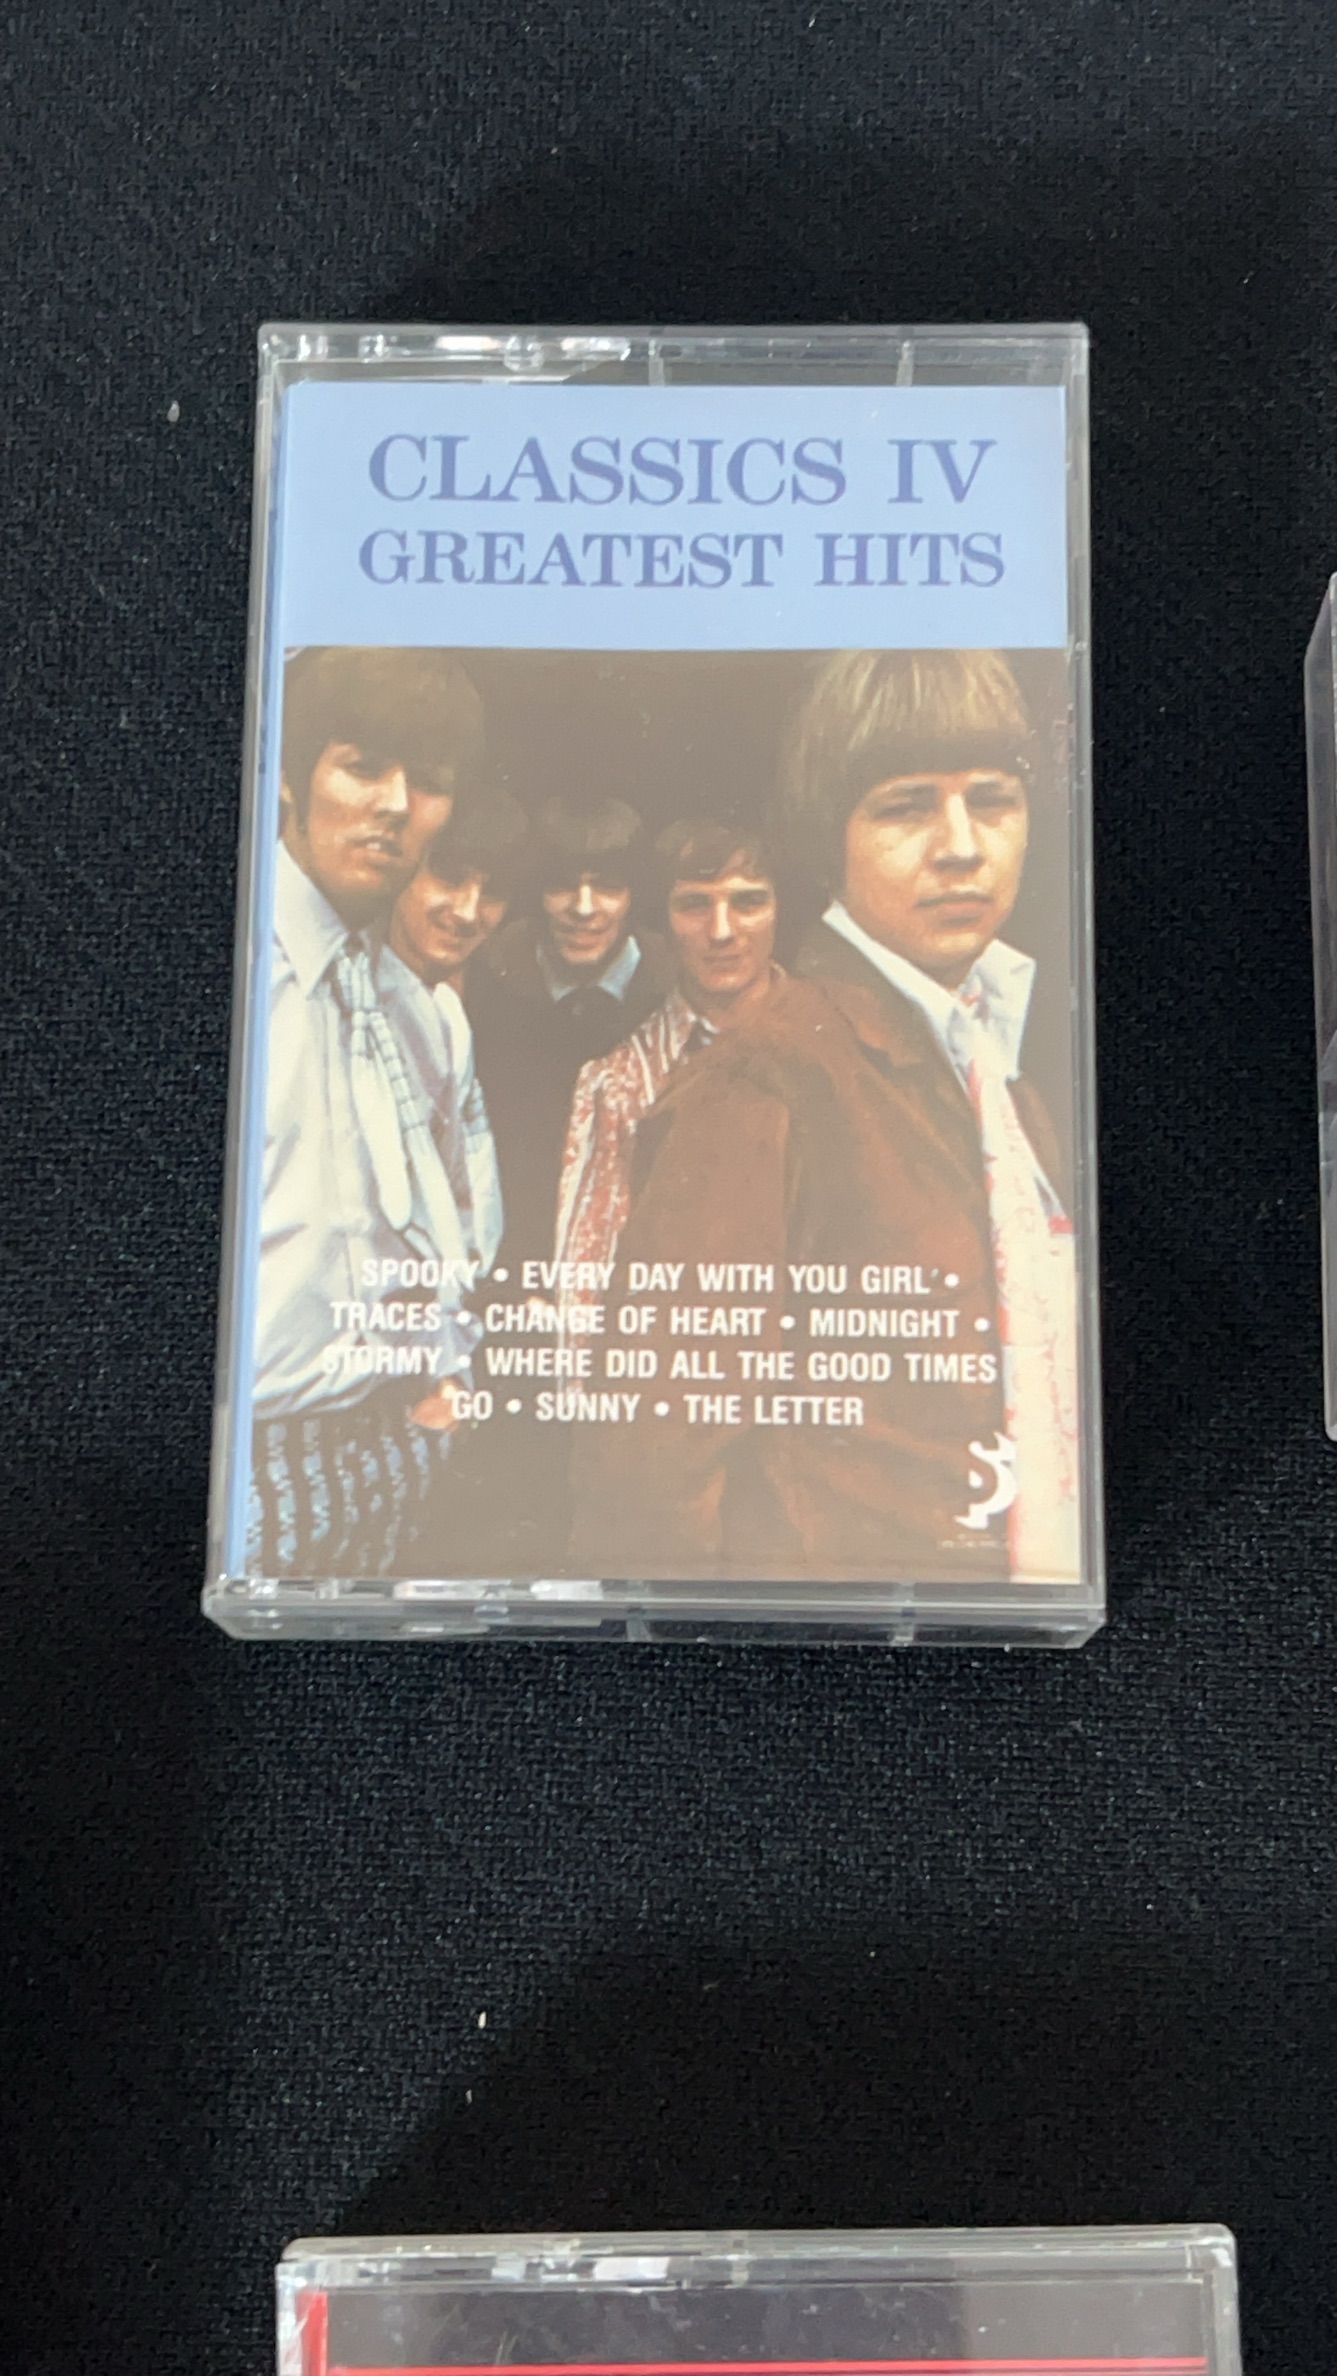 CLASSICS IV
GREATEST HITS
SPOOKY • EVERY DAY WITH YOU GIRL •
TRACES • CHANGE OF HEART • MIDNIGHT •
STORMY • WHERE DID ALL THE GOOD TIMES
GO • SUNNY • THE LETTER